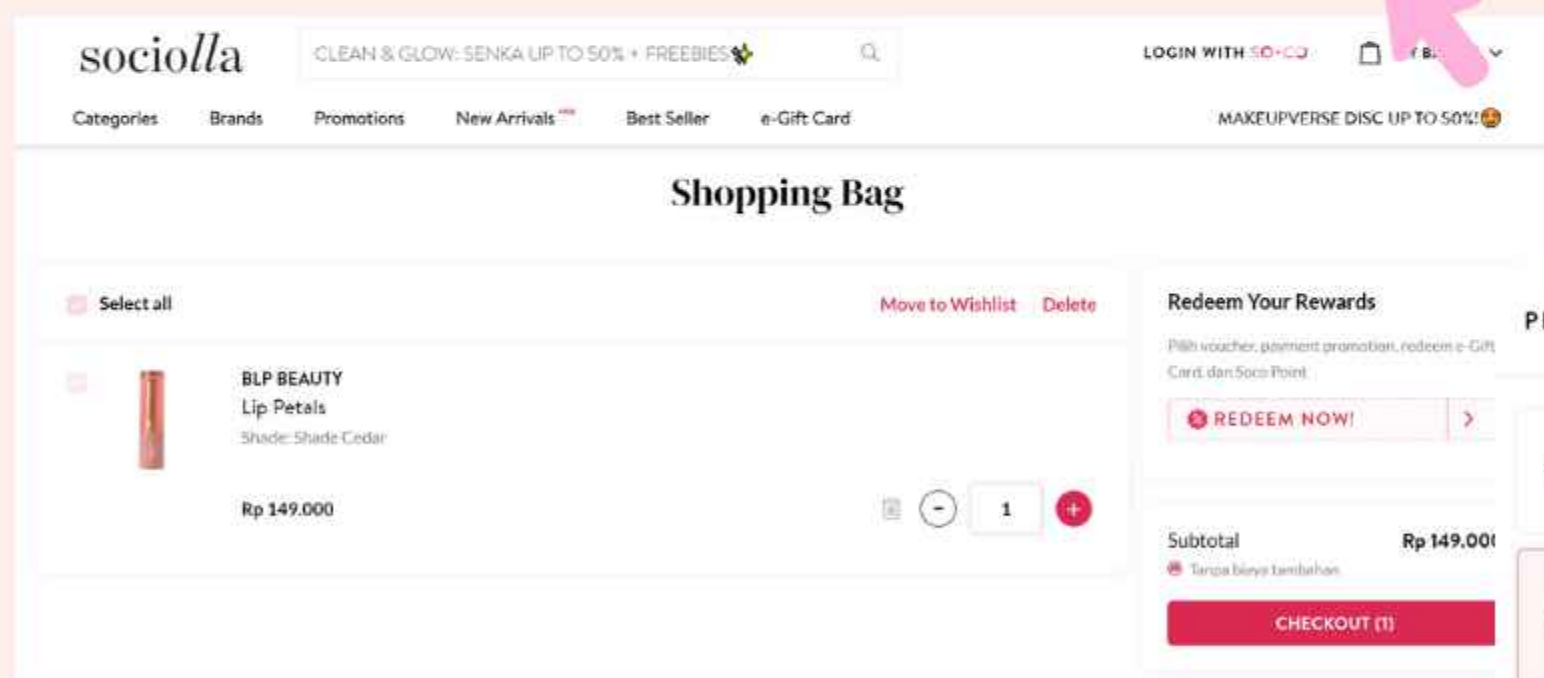 sociolla
CLEAN & GLOW: SENKA UP TO 50% + FREEBIES
LOGIN WITH SO•CO
Categories
Brands
Promotions
New Arrivals
Best Seller
e-Gift Card
MAKEUPVERSE DISC UP TO 50%!
Shopping Bag
Select all
Move to Wishlist
Delete
BLP BEAUTY
Lip Petals
Shade: Shade Cedar
Rp 149.000
1
Redeem Your Rewards
Pilih voucher, payment promotion, redeem e-Gift
Card, dan Soco Point
REDEEM NOW!
Subtotal
Rp 149.000
Tanpa biaya tambahan
CHECKOUT (1)